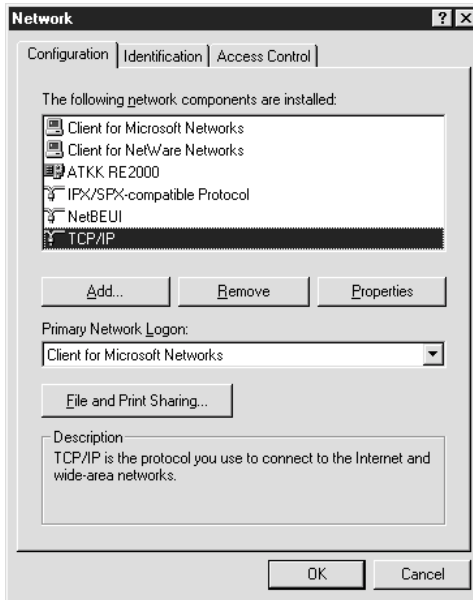 Network
Configuration
Identification
Access Control
The following network components are installed:
Client for Microsoft Networks
Client for NetWare Networks
ATKK RE2000
IPX/SPX-compatible Protocol
NetBEUI
TCP/IP
Add...
Remove
Properties
Primary Network Logon:
Client for Microsoft Networks
File and Print Sharing...
Description
TCP/IP is the protocol you use to connect to the Internet and
wide-area networks.
OK
Cancel